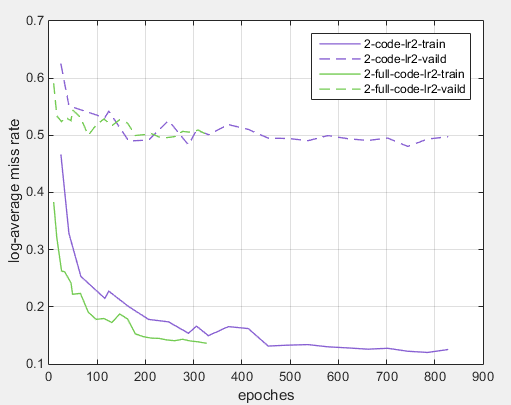 0.7
0.6
0.5
0.4
0.3
0.2
0.1
0 100 200 300 400 500 600 700 800 900
log-average miss rate
epoches
2-code-lr2-train
2-code-lr2-vaild
2-full-code-lr2-train
2-full-code-lr2-vaild